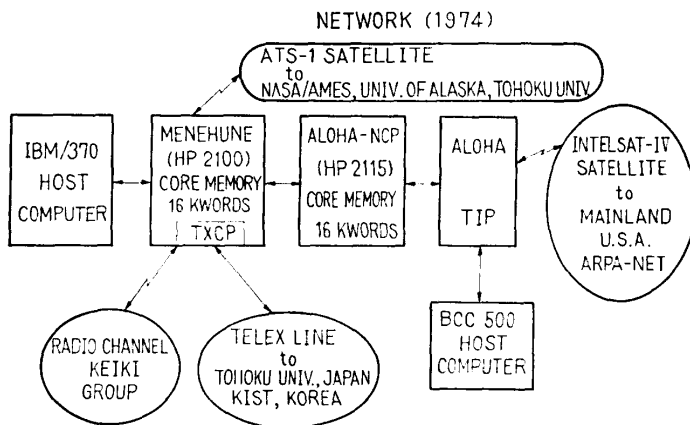 NETWORK (1974)
ATS-1 SATELLITE
to
NASA/AMES, UNIV. OF ALASKA, TOHOKU UNIV.
IBM/370
HOST
COMPUTER
MENEHUNE
(HP 2100)
CORE MEMORY
16 KWORDS
TXCP
ALOHA-NCP
(HP 2115)
CORE MEMORY
16 KWORDS
ALOHA
TIP
INTELSAT-IV
SATELLITE
to
MAINLAND
U.S.A.
ARPA-NET
RADIO CHANNEL
KEIKI
GROUP
TELEX LINE
to
TOHOKU UNIV., JAPAN
KIST, KOREA
BCC 500
HOST
COMPUTER